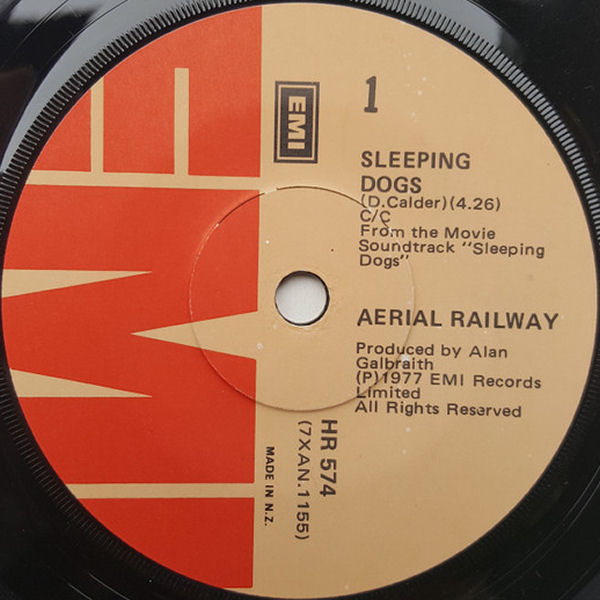 EMI
EMI
1
SLEEPING
DOGS
(D.Calder)(4.26)
C/C
From the Movie
Soundtrack "Sleeping
Dogs"
AERIAL RAILWAY
Produced by Alan
Galbraith
(P)1977 EMI Records
Limited
All Rights Reserved
HR 574
(7XAN.1155)
MADE IN N.Z.